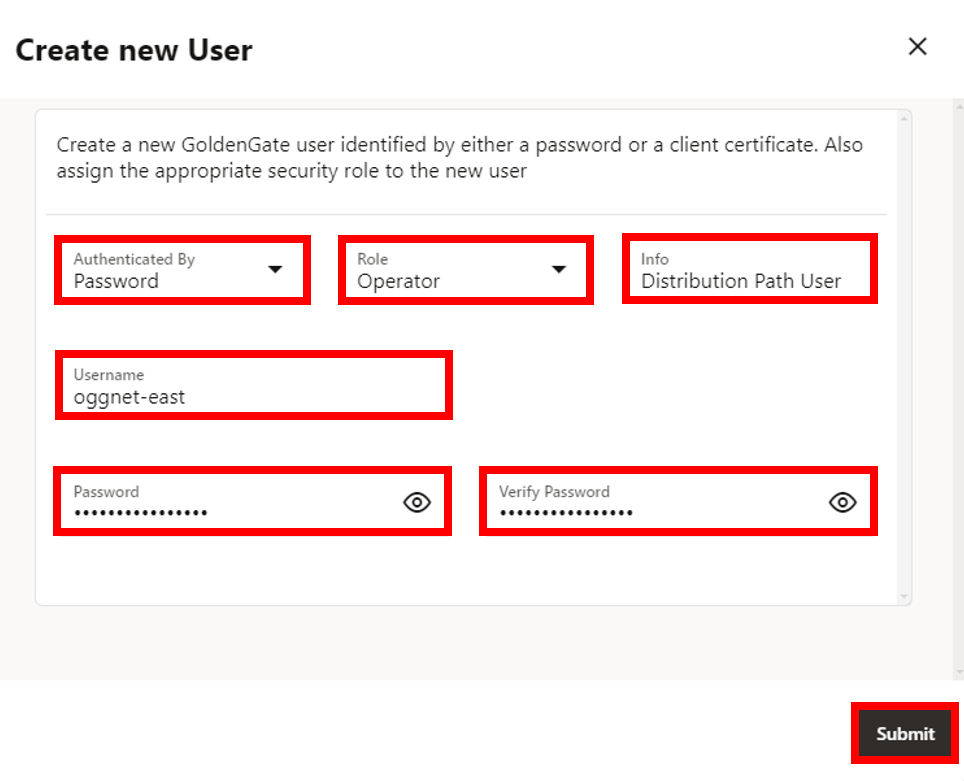 Create new User
Create a new GoldenGate user identified by either a password or a client certificate. Also
assign the appropriate security role to the new user
Authenticated By
Password
Role
Operator
Info
Distribution Path User
Username
oggnet-east
Password
••••••••••••••••
Verify Password
••••••••••••••••
Submit